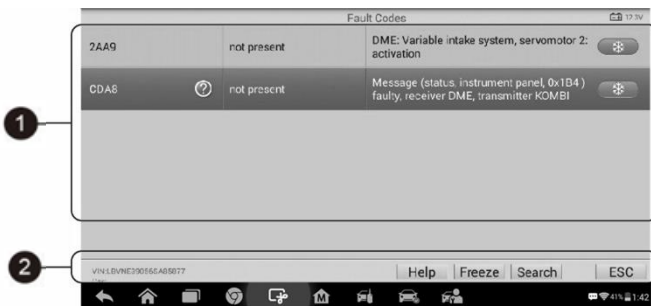 Fault Codes
12.3V
2AA9
not present
DME: Variable intake system, servomotor 2:
activation
CDA8
?
not present
Message (status, instrument panel, 0x1B4 )
faulty, receiver DME, transmitter KOMBI
1
2
Help
Freeze
Search
ESC
41%
1:42